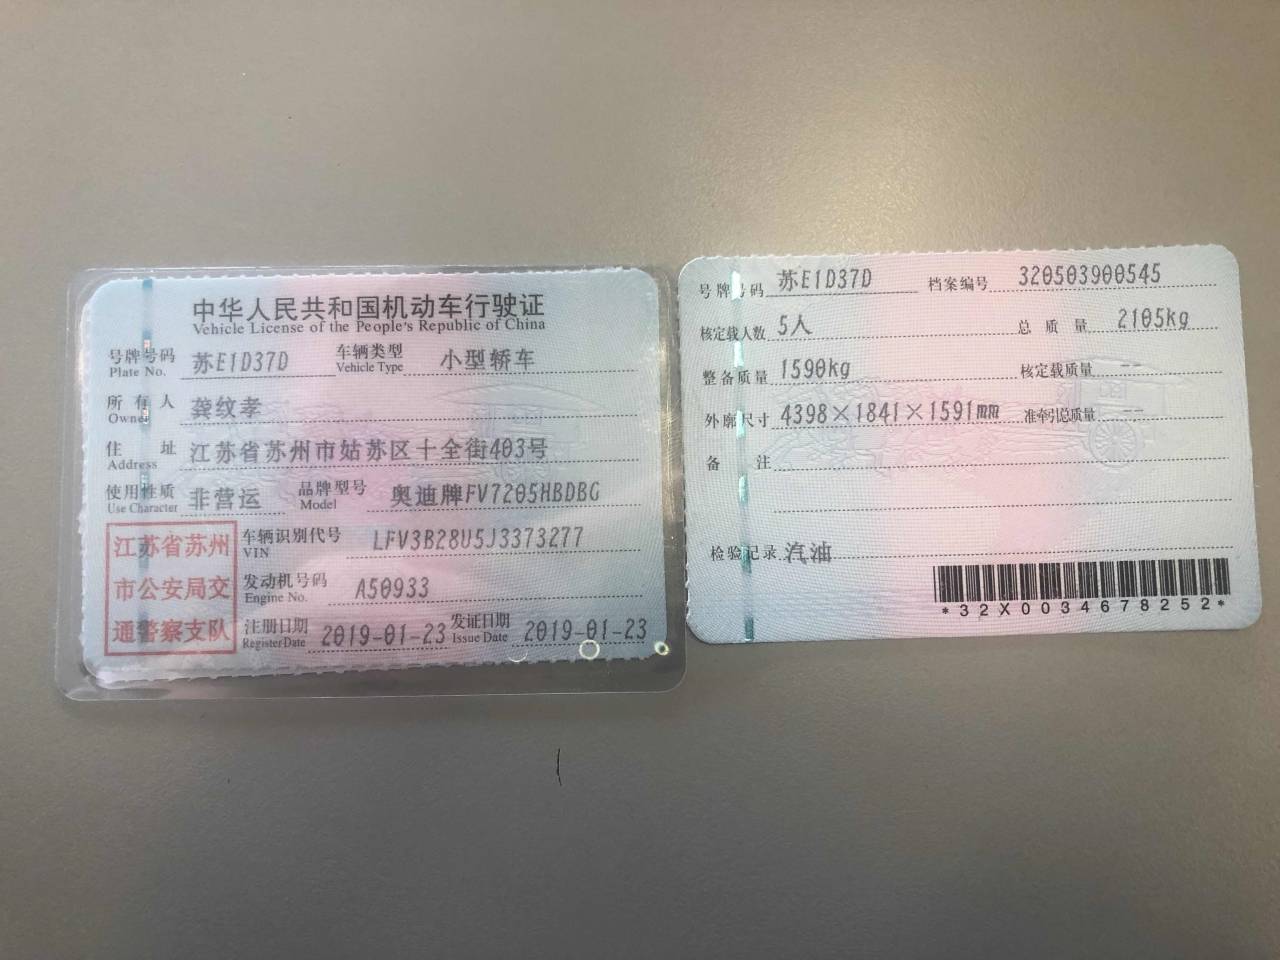 中华人民共和国机动车行驶证
Vehicle License of the People's Republic of China
号牌号码 苏E1D37D 车辆类型 小型轿车
Plate No. Vehicle Type
所有人 龚纹孝
Owner
住址 江苏省苏州市姑苏区十全街403号
Address
使用性质 非营运 品牌型号 奥迪牌FV7205HBDBG
Use Character Model
江苏省苏州
市公安局交
通警察支队
车辆识别代号 LFV3B28U5J3373277
VIN
发动机号码 A50933
Engine No.
注册日期 2019-01-23 发证日期 2019-01-23
Register Date Issue Date
号牌号码 苏E1D37D 档案编号 320503900545
核定载人数 5人 总质量 2105kg
整备质量 1590kg 核定载质量 --
外廓尺寸 4398×1841×1591mm 准牵引总质量 --
备注
检验记录 汽油
*32X0034678252*